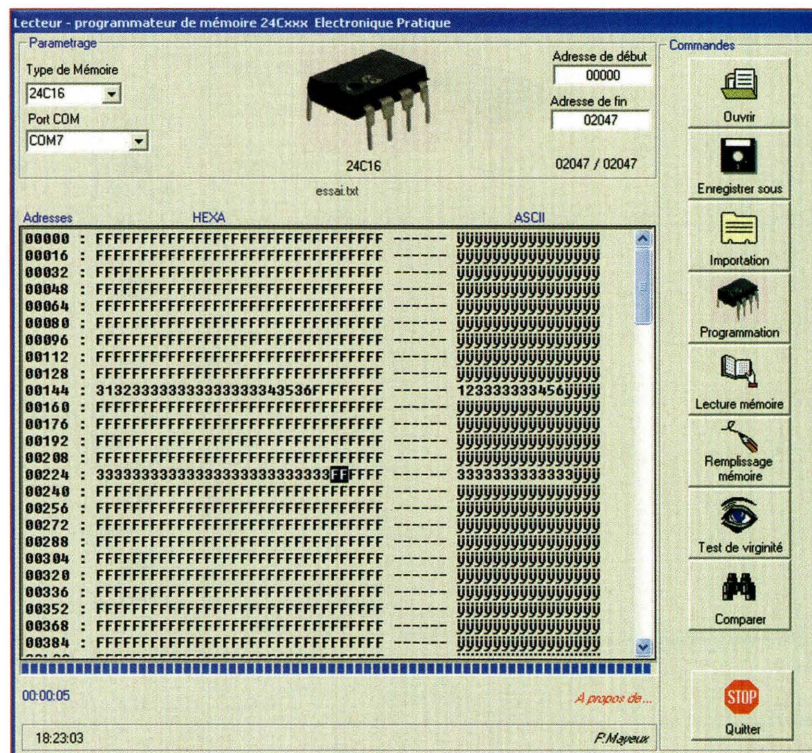 Lecteur - programmateur de mémoire 24Cxxx Electronique Pratique
Parametrage
Type de Mémoire
24C16
Port COM
COM7
24C16
Adresse de début
00000
Adresse de fin
02047
02047 / 02047
essai.txt
Adresses HEXA ASCII
00000 : FFFFFFFFFFFFFFFFFFFFFFFFFFFFFFFF ------ ÿÿÿÿÿÿÿÿÿÿÿÿÿÿÿÿ
00016 : FFFFFFFFFFFFFFFFFFFFFFFFFFFFFFFF ------ ÿÿÿÿÿÿÿÿÿÿÿÿÿÿÿÿ
00032 : FFFFFFFFFFFFFFFFFFFFFFFFFFFFFFFF ------ ÿÿÿÿÿÿÿÿÿÿÿÿÿÿÿÿ
00048 : FFFFFFFFFFFFFFFFFFFFFFFFFFFFFFFF ------ ÿÿÿÿÿÿÿÿÿÿÿÿÿÿÿÿ
00064 : FFFFFFFFFFFFFFFFFFFFFFFFFFFFFFFF ------ ÿÿÿÿÿÿÿÿÿÿÿÿÿÿÿÿ
00080 : FFFFFFFFFFFFFFFFFFFFFFFFFFFFFFFF ------ ÿÿÿÿÿÿÿÿÿÿÿÿÿÿÿÿ
00096 : FFFFFFFFFFFFFFFFFFFFFFFFFFFFFFFF ------ ÿÿÿÿÿÿÿÿÿÿÿÿÿÿÿÿ
00112 : FFFFFFFFFFFFFFFFFFFFFFFFFFFFFFFF ------ ÿÿÿÿÿÿÿÿÿÿÿÿÿÿÿÿ
00128 : FFFFFFFFFFFFFFFFFFFFFFFFFFFFFFFF ------ ÿÿÿÿÿÿÿÿÿÿÿÿÿÿÿÿ
00144 : 313233333333333333343536FFFFFFFF ------ 123333333456ÿÿÿÿ
00160 : FFFFFFFFFFFFFFFFFFFFFFFFFFFFFFFF ------ ÿÿÿÿÿÿÿÿÿÿÿÿÿÿÿÿ
00176 : FFFFFFFFFFFFFFFFFFFFFFFFFFFFFFFF ------ ÿÿÿÿÿÿÿÿÿÿÿÿÿÿÿÿ
00192 : FFFFFFFFFFFFFFFFFFFFFFFFFFFFFFFF ------ ÿÿÿÿÿÿÿÿÿÿÿÿÿÿÿÿ
00208 : FFFFFFFFFFFFFFFFFFFFFFFFFFFFFFFF ------ ÿÿÿÿÿÿÿÿÿÿÿÿÿÿÿÿ
00224 : 33333333333333333333333333FFFFFF ------ 3333333333333ÿÿÿ
00240 : FFFFFFFFFFFFFFFFFFFFFFFFFFFFFFFF ------ ÿÿÿÿÿÿÿÿÿÿÿÿÿÿÿÿ
00256 : FFFFFFFFFFFFFFFFFFFFFFFFFFFFFFFF ------ ÿÿÿÿÿÿÿÿÿÿÿÿÿÿÿÿ
00272 : FFFFFFFFFFFFFFFFFFFFFFFFFFFFFFFF ------ ÿÿÿÿÿÿÿÿÿÿÿÿÿÿÿÿ
00288 : FFFFFFFFFFFFFFFFFFFFFFFFFFFFFFFF ------ ÿÿÿÿÿÿÿÿÿÿÿÿÿÿÿÿ
00304 : FFFFFFFFFFFFFFFFFFFFFFFFFFFFFFFF ------ ÿÿÿÿÿÿÿÿÿÿÿÿÿÿÿÿ
00320 : FFFFFFFFFFFFFFFFFFFFFFFFFFFFFFFF ------ ÿÿÿÿÿÿÿÿÿÿÿÿÿÿÿÿ
00336 : FFFFFFFFFFFFFFFFFFFFFFFFFFFFFFFF ------ ÿÿÿÿÿÿÿÿÿÿÿÿÿÿÿÿ
00352 : FFFFFFFFFFFFFFFFFFFFFFFFFFFFFFFF ------ ÿÿÿÿÿÿÿÿÿÿÿÿÿÿÿÿ
00368 : FFFFFFFFFFFFFFFFFFFFFFFFFFFFFFFF ------ ÿÿÿÿÿÿÿÿÿÿÿÿÿÿÿÿ
00384 : FFFFFFFFFFFFFFFFFFFFFFFFFFFFFFFF ------ ÿÿÿÿÿÿÿÿÿÿÿÿÿÿÿÿ
00:00:05
A propos de...
18:23:03
P.Mayeux
Commandes
Ouvrir
Enregistrer sous
Importation
Programmation
Lecture mémoire
Remplissage
mémoire
Test de virginité
Comparer
STOP
Quitter